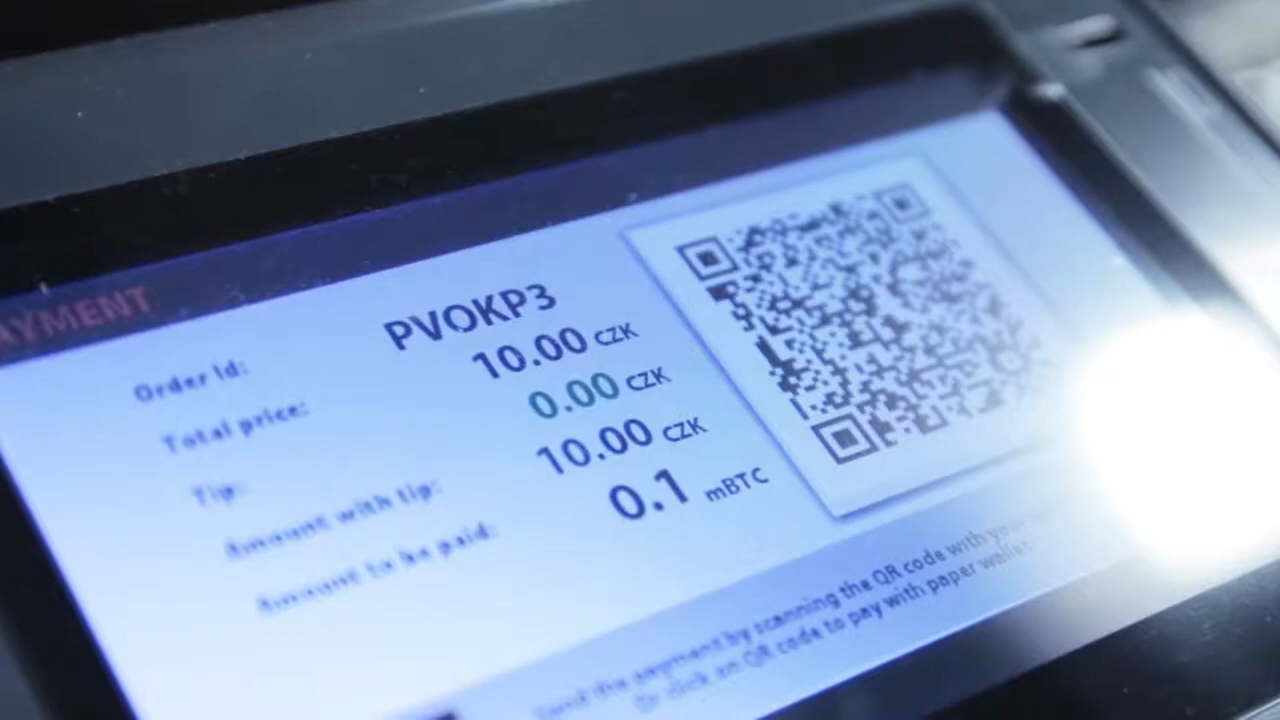 AYMENT
Order Id: PVOKP3
Total price: 10.00 CZK
Tip: 0.00 CZK
Amount with tip: 10.00 CZK
Amount to be paid: 0.1 mBTC
Send the payment by scanning the QR code with your
Or click on QR code to pay with paper wallet